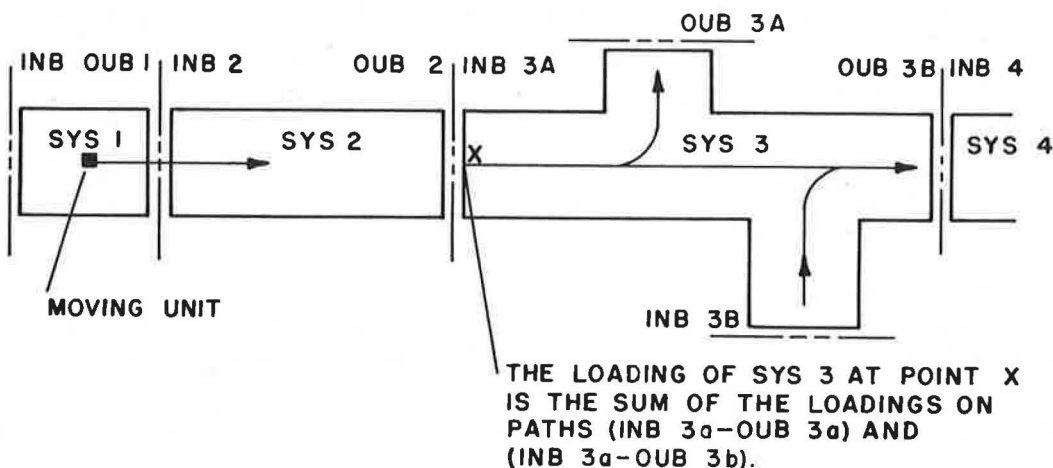 OUB 3A
INB OUB 1 INB 2 OUB 2 INB 3A OUB 3B INB 4
SYS 1 SYS 2 X SYS 3 SYS 4
MOVING UNIT
INB 3B
THE LOADING OF SYS 3 AT POINT X
IS THE SUM OF THE LOADINGS ON
PATHS (INB 3a-OUB 3a) AND
(INB 3a-OUB 3b).